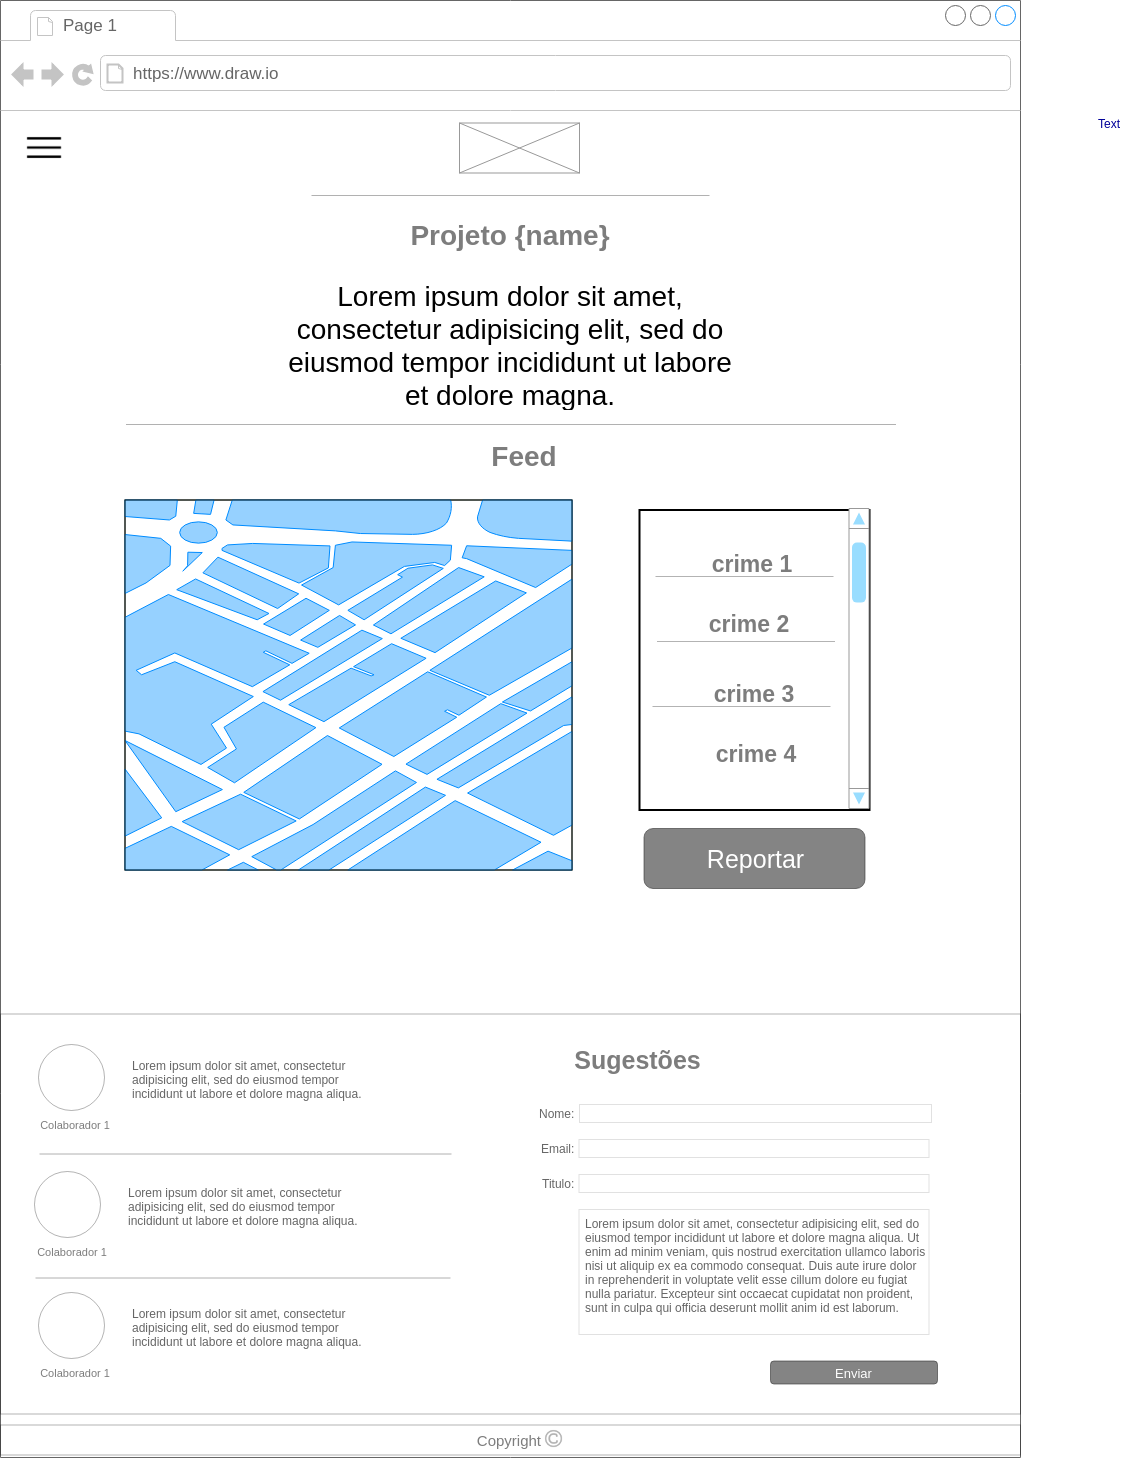 Page 1
https://www.draw.io
Text
Projeto {name}
Lorem ipsum dolor sit amet,
consectetur adipisicing elit, sed do
eiusmod tempor incididunt ut labore
et dolore magna.
Feed
crime 1
crime 2
crime 3
crime 4
Reportar
Lorem ipsum dolor sit amet, consectetur
adipisicing elit, sed do eiusmod tempor
incididunt ut labore et dolore magna aliqua.
Colaborador 1
Lorem ipsum dolor sit amet, consectetur
adipisicing elit, sed do eiusmod tempor
incididunt ut labore et dolore magna aliqua.
Colaborador 1
Lorem ipsum dolor sit amet, consectetur
adipisicing elit, sed do eiusmod tempor
incididunt ut labore et dolore magna aliqua.
Colaborador 1
Sugestões
Nome:
Email:
Titulo:
Lorem ipsum dolor sit amet, consectetur adipisicing elit, sed do
eiusmod tempor incididunt ut labore et dolore magna aliqua. Ut
enim ad minim veniam, quis nostrud exercitation ullamco laboris
nisi ut aliquip ex ea commodo consequat. Duis aute irure dolor
in reprehenderit in voluptate velit esse cillum dolore eu fugiat
nulla pariatur. Excepteur sint occaecat cupidatat non proident,
sunt in culpa qui officia deserunt mollit anim id est laborum.
Enviar
Copyright ©